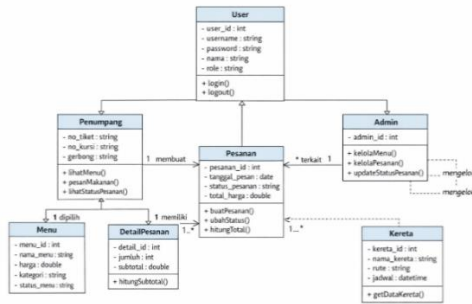 User
- user_id : int
- username : string
- password : string
- nama : string
- role : string
+ login()
+ logout()
Penumpang
- no_tiket : string
- no_kursi : string
- gerbang : string
+ lihatMenu()
+ pesanMakanan()
+ lihatStatusPesanan()
1 membuat
Pesanan
- pesanan_id : int
- tanggal_pesan : date
- status_pesanan : string
- total_harga : double
+ buatPesanan()
+ ubahStatus()
+ hitungTotal()
* terkait 1
Admin
- admin_id : int
+ kelolaMenu()
+ kelolaPesanan()
+ updateStatusPesanan()
mengelo
mengelo
1 dipilih
1 memiliki
1..*
1...*
Menu
- menu_id : int
- nama_menu : string
- harga : double
- kategori : string
- status_menu : string
DetailPesanan
- detail_id : int
- jumlah : int
- subtotal : double
+ hitungSubtotal()
Kereta
- kereta_id : int
- nama_kereta : string
- rute : string
- jadwal : datetime
+ getDataKereta()